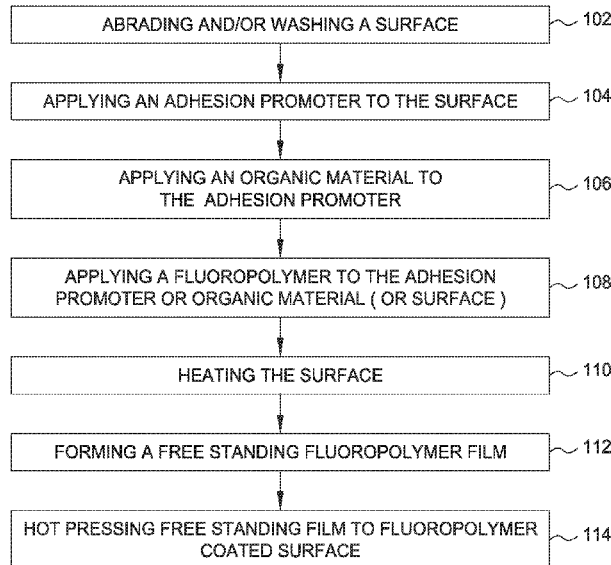 ABRADING AND/OR WASHING A SURFACE
102
APPLYING AN ADHESION PROMOTER TO THE SURFACE
104
APPLYING AN ORGANIC MATERIAL TO
THE ADHESION PROMOTER
106
APPLYING A FLUOROPOLYMER TO THE ADHESION
PROMOTER OR ORGANIC MATERIAL ( OR SURFACE )
108
HEATING THE SURFACE
110
FORMING A FREE STANDING FLUOROPOLYMER FILM
112
HOT PRESSING FREE STANDING FILM TO FLUOROPOLYMER
COATED SURFACE
114